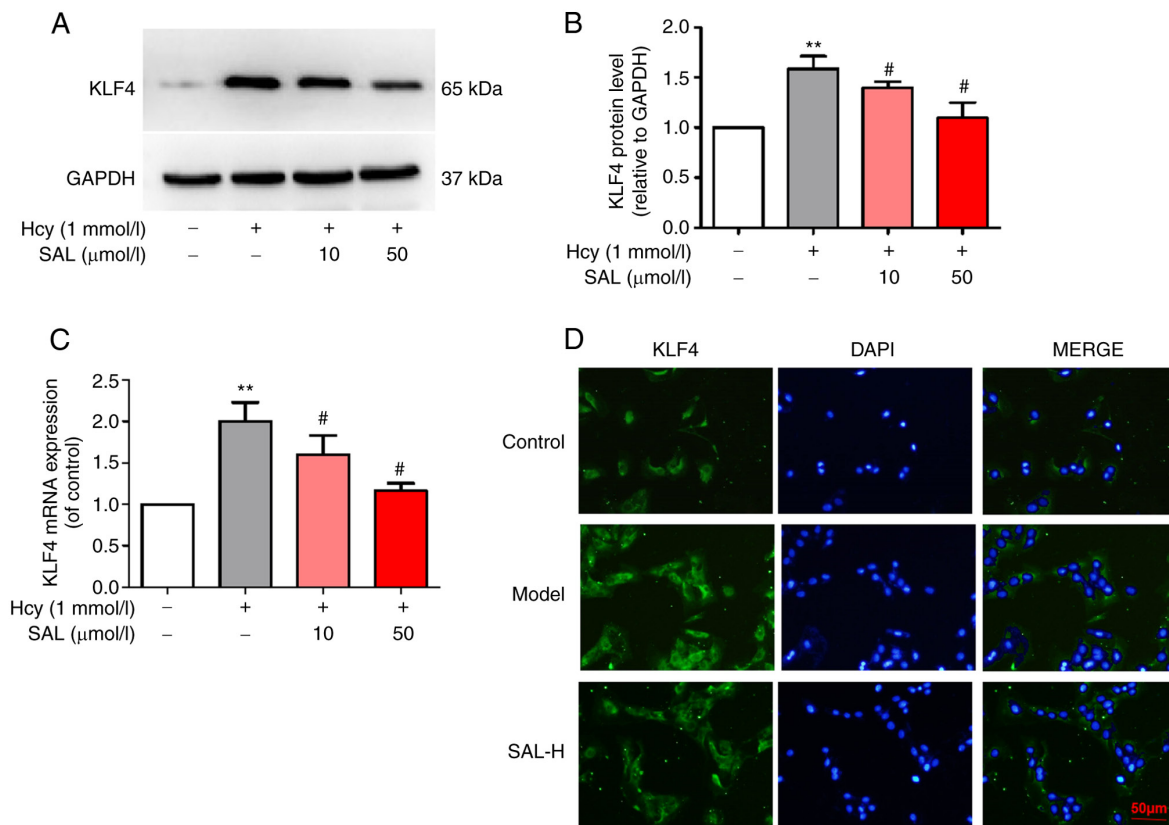 A
KLF4
65 kDa
GAPDH
37 kDa
Hcy (1 mmol/l) – + + +
SAL (μmol/l) – – 10 50
B
KLF4 protein level
(relative to GAPDH)
2.0
1.5
1.0
0.5
0.0
**
#
#
Hcy (1 mmol/l) – + + +
SAL (μmol/l) – – 10 50
C
KLF4 mRNA expression
(of control)
2.5
2.0
1.5
1.0
0.5
0.0
**
#
#
Hcy (1 mmol/l) – + + +
SAL (μmol/l) – – 10 50
D
KLF4 DAPI MERGE
Control
Model
SAL-H
50μm